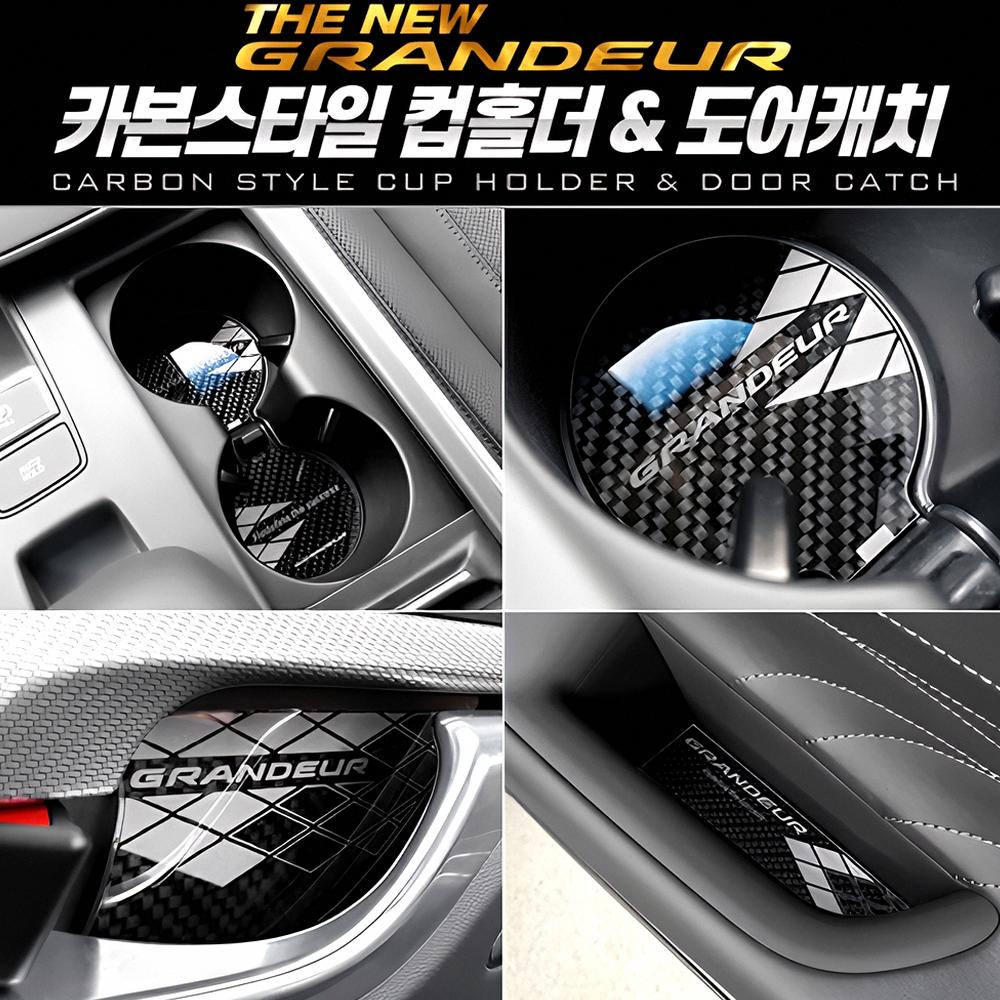 THE NEW
GRANDEUR
카본스타일 컵홀더 & 도어캐치
CARBON STYLE CUP HOLDER & DOOR CATCH
GRANDEUR
GRANDEUR
GRANDEUR